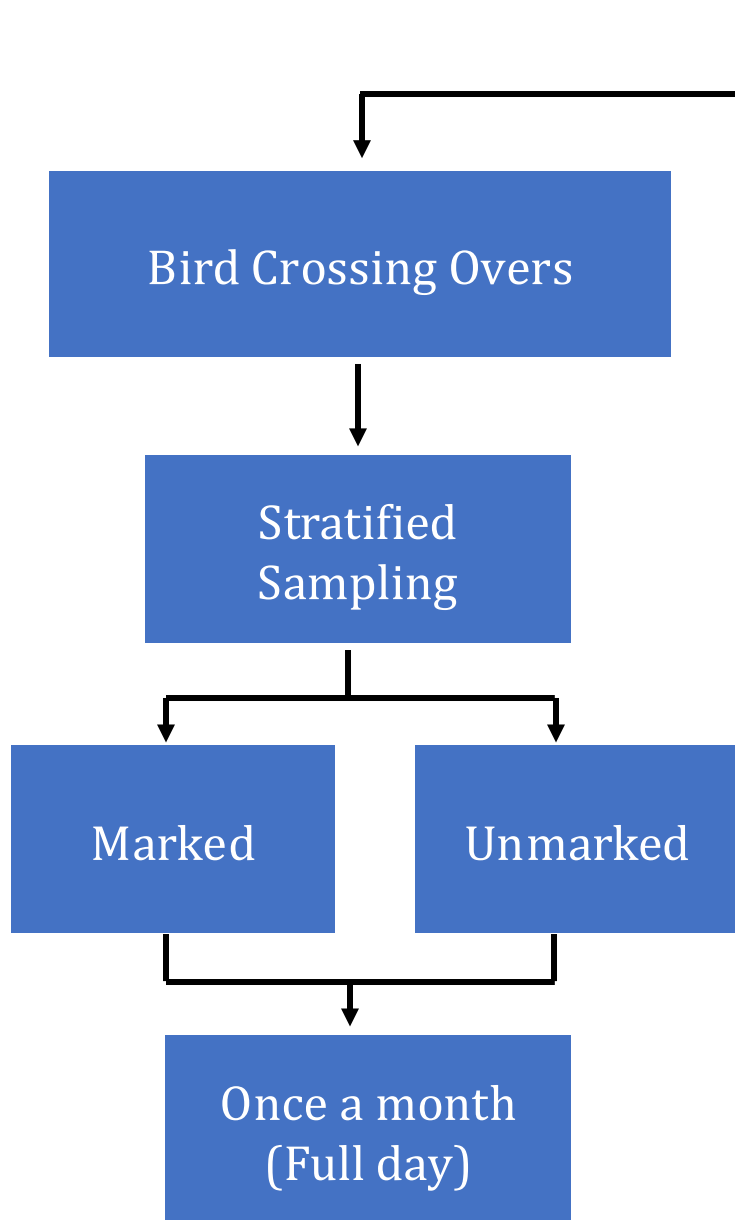 Bird Crossing Overs
Stratified
Sampling
Marked
Unmarked
Once a month
(Full day)